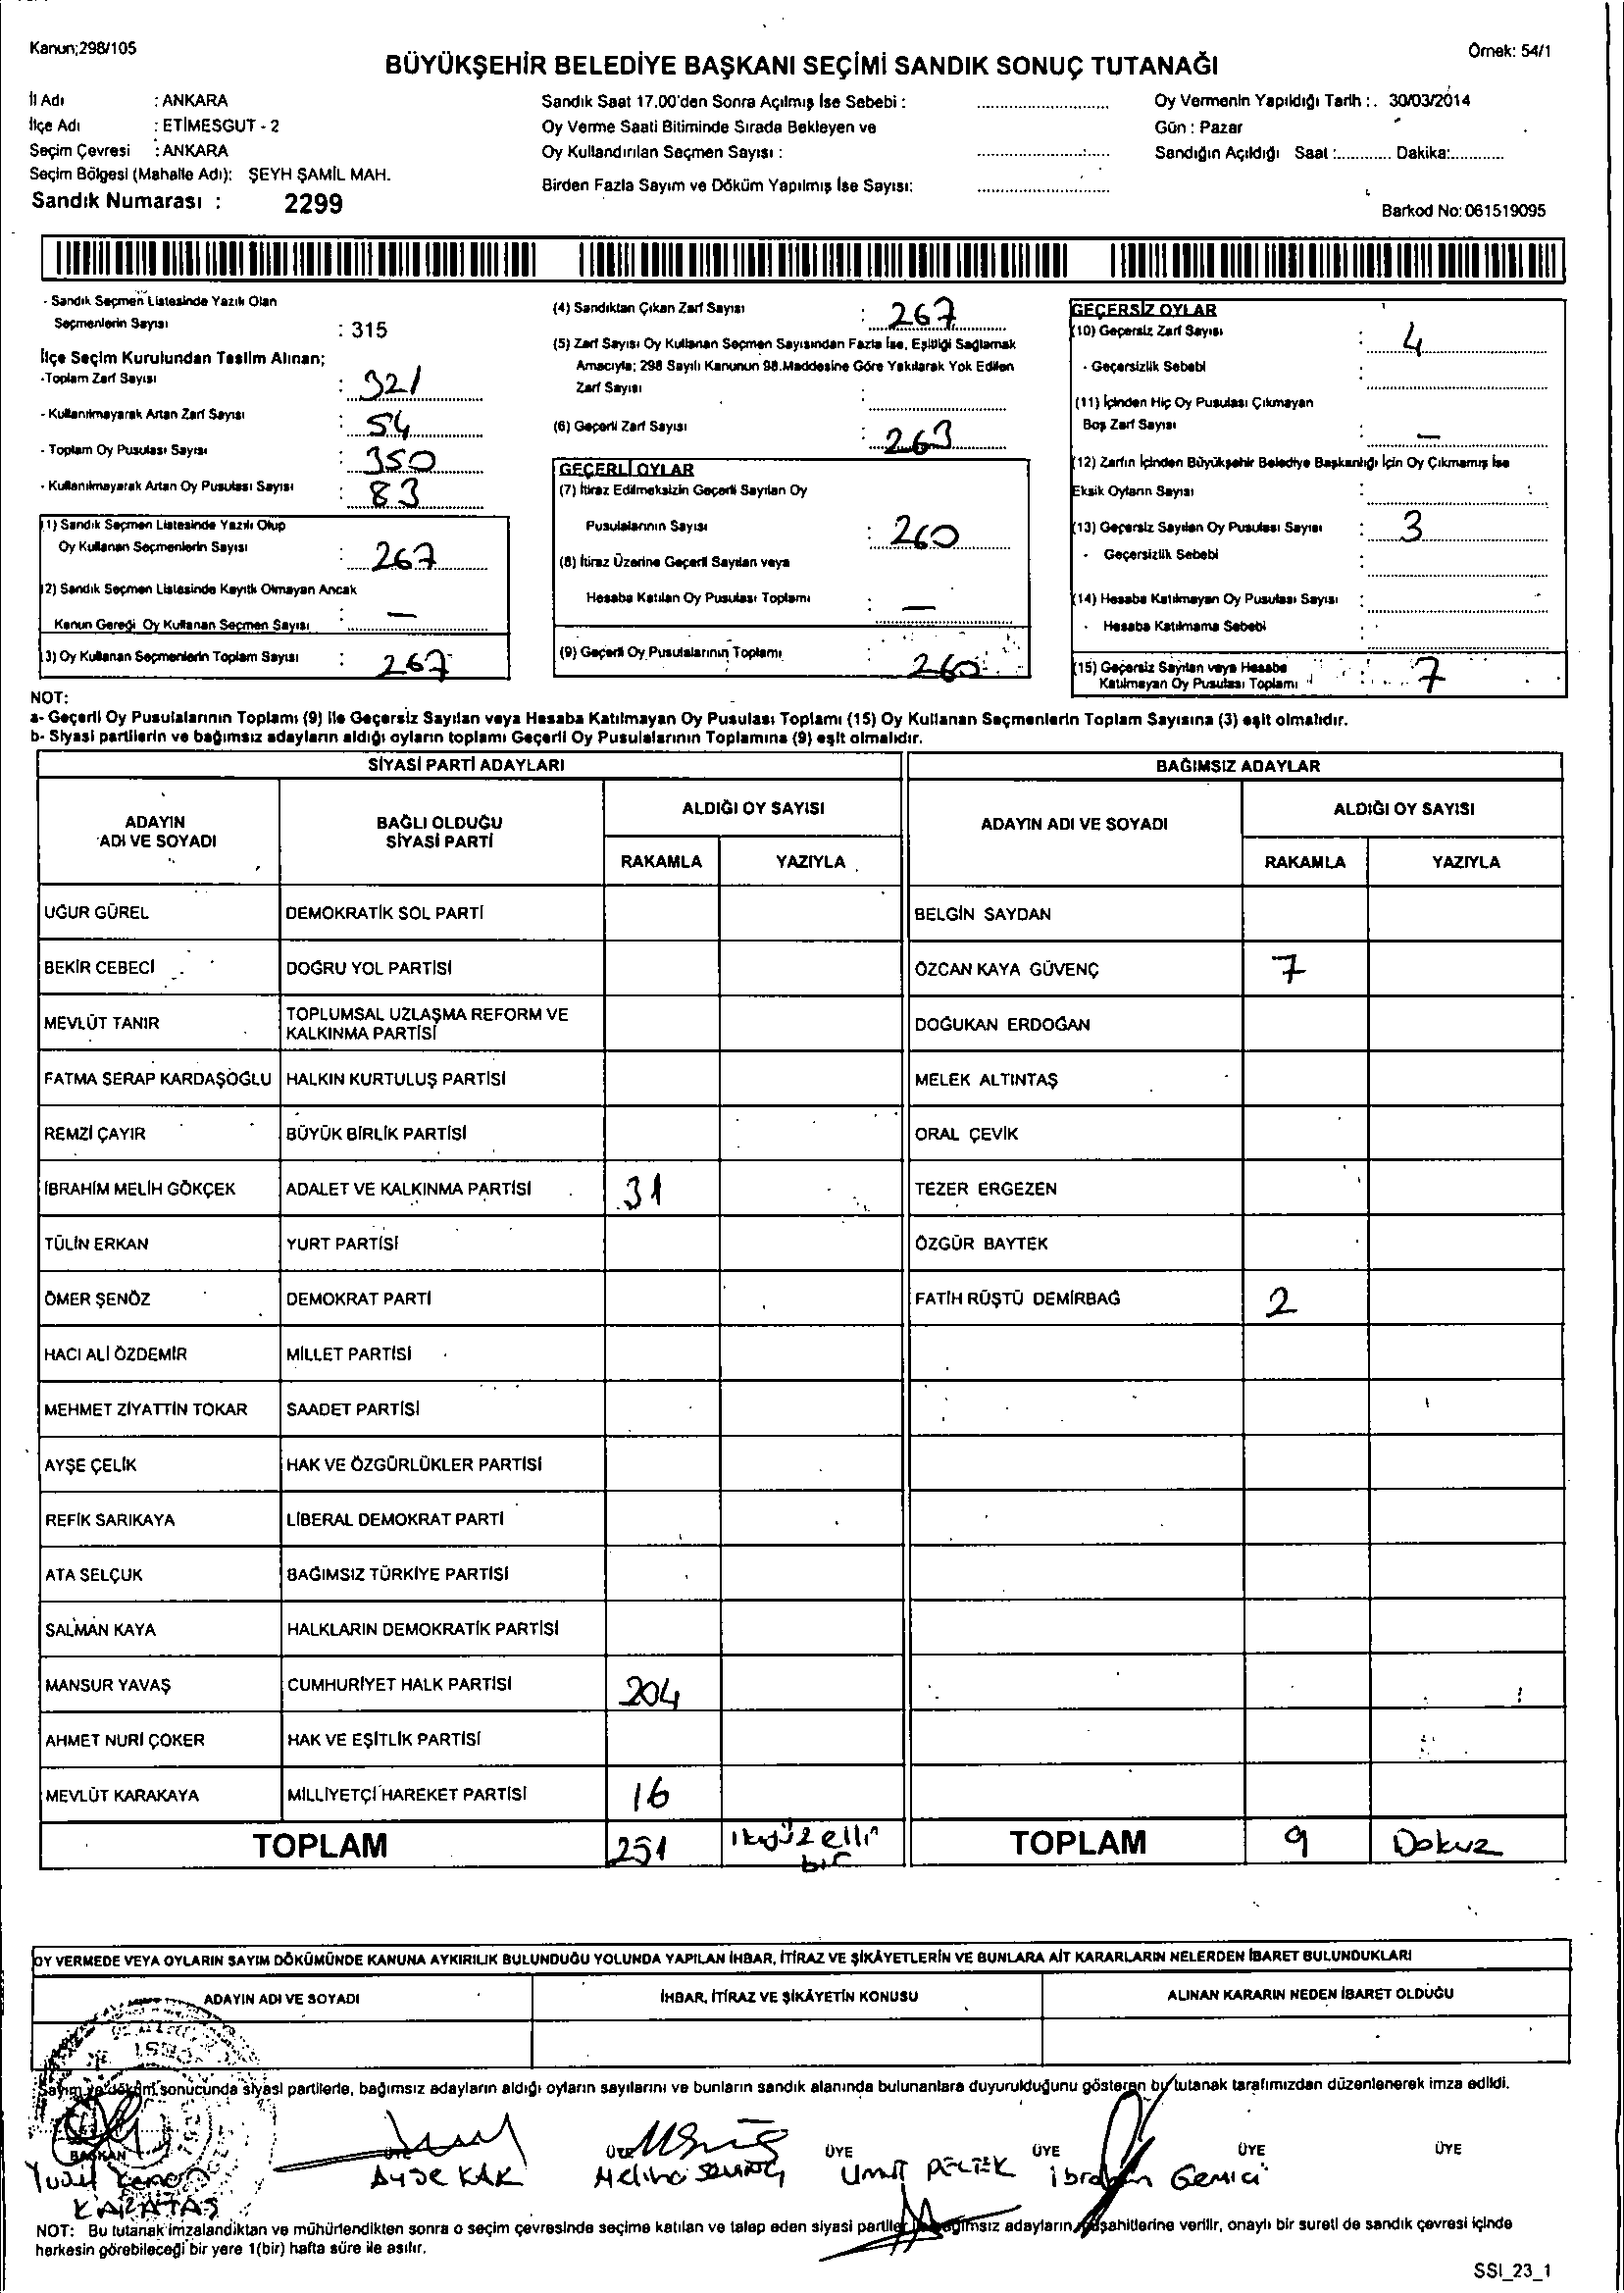 Kanun;298/105
Örnek: 54/1
BÜYÜKŞEHİR BELEDİYE BAŞKANI SEÇİMİ SANDIK SONUÇ TUTANAĞI
İl Adı : ANKARA
İlçe Adı : ETİMESGUT - 2
Seçim Çevresi : ANKARA
Seçim Bölgesi (Mahalle Adı): ŞEYH ŞAMİL MAH.
Sandık Numarası : 2299
Sandık Saat 17.00'den Sonra Açılmış İse Sebebi :
Oy Verme Saati Bitiminde Sırada Bekleyen ve
Oy Kullandırılan Seçmen Sayısı :
Birden Fazla Sayım ve Döküm Yapılmış İse Sayısı:
Oy Vermenin Yapıldığı Tarih : 30/03/2014
Gün : Pazar
Sandığın Açıldığı Saat :............ Dakika:............
Barkod No: 061519095
- Sandık Seçmen Listesinde Yazılı Olan
Seçmenlerin Sayısı : 315
İlçe Seçim Kurulundan Teslim Alınan;
-Toplam Zarf Sayısı : 321
- Kullanılmayarak Artan Zarf Sayısı : 54
- Toplam Oy Pusulası Sayısı : 350
- Kullanılmayarak Artan Oy Pusulası Sayısı : 83
(1) Sandık Seçmen Listesinde Yazılı Olup
Oy Kullanan Seçmenlerin Sayısı : 267
(2) Sandık Seçmen Listesinde Kayıtlı Olmayan Ancak
Kanun Gereği Oy Kullanan Seçmen Sayısı : —
(3) Oy Kullanan Seçmenlerin Toplam Sayısı : 267
(4) Sandıktan Çıkan Zarf Sayısı : 267
(5) Zarf Sayısı Oy Kullanan Seçmen Sayısından Fazla İse, Eşitliği Sağlamak
Amacıyla; 298 Sayılı Kanunun 98.Maddesine Göre Yakılarak Yok Edilen
Zarf Sayısı :
(6) Geçerli Zarf Sayısı : 263
GEÇERLİ OYLAR
(7) İtiraz Edilmeksizin Geçerli Sayılan Oy
Pusulalarının Sayısı : 260
(8) İtiraz Üzerine Geçerli Sayılan veya
Hesaba Katılan Oy Pusulası Toplamı : —
(9) Geçerli Oy Pusulalarının Toplamı : 260
GEÇERSİZ OYLAR
(10) Geçersiz Zarf Sayısı : 4
- Geçersizlik Sebebi :
(11) İçinden Hiç Oy Pusulası Çıkmayan
Boş Zarf Sayısı : —
(12) Zarfın İçinden Büyükşehir Belediye Başkanlığı İçin Oy Çıkmamış İse
Eksik Oyların Sayısı :
(13) Geçersiz Sayılan Oy Pusulası Sayısı : 3
- Geçersizlik Sebebi :
(14) Hesaba Katılmayan Oy Pusulası Sayısı :
- Hesaba Katılmama Sebebi :
(15) Geçersiz Sayılan veya Hesaba
Katılmayan Oy Pusulası Toplamı : 7
NOT:
a- Geçerli Oy Pusulalarının Toplamı (9) ile Geçersiz Sayılan veya Hesaba Katılmayan Oy Pusulası Toplamı (15) Oy Kullanan Seçmenlerin Toplam Sayısına (3) eşit olmalıdır.
b- Siyasi partilerin ve bağımsız adayların aldığı oyların toplamı Geçerli Oy Pusulalarının Toplamına (9) eşit olmalıdır.
SİYASİ PARTİ ADAYLARI BAĞIMSIZ ADAYLAR
ADAYIN ADI VE SOYADI BAĞLI OLDUĞU SİYASİ PARTİ ALDIĞI OY SAYISI ADAYIN ADI VE SOYADI ALDIĞI OY SAYISI
RAKAMLA YAZIYLA RAKAMLA YAZIYLA
UĞUR GÜREL DEMOKRATİK SOL PARTİ BELGİN SAYDAN
BEKİR CEBECİ DOĞRU YOL PARTİSİ ÖZCAN KAYA GÜVENÇ 7
MEVLÜT TANIR TOPLUMSAL UZLAŞMA REFORM VE KALKINMA PARTİSİ DOĞUKAN ERDOĞAN
FATMA SERAP KARDAŞOĞLU HALKIN KURTULUŞ PARTİSİ MELEK ALTINTAŞ
REMZİ ÇAYIR BÜYÜK BİRLİK PARTİSİ ORAL ÇEVİK
İBRAHİM MELİH GÖKÇEK ADALET VE KALKINMA PARTİSİ 31 TEZER ERGEZEN
TÜLİN ERKAN YURT PARTİSİ ÖZGÜR BAYTEK
ÖMER ŞENÖZ DEMOKRAT PARTİ FATİH RÜŞTÜ DEMİRBAĞ 2
HACI ALİ ÖZDEMİR MİLLET PARTİSİ
MEHMET ZİYATTİN TOKAR SAADET PARTİSİ
AYŞE ÇELİK HAK VE ÖZGÜRLÜKLER PARTİSİ
REFİK SARIKAYA LİBERAL DEMOKRAT PARTİ
ATA SELÇUK BAĞIMSIZ TÜRKİYE PARTİSİ
SALMAN KAYA HALKLARIN DEMOKRATİK PARTİSİ
MANSUR YAVAŞ CUMHURİYET HALK PARTİSİ 204
AHMET NURİ ÇOKER HAK VE EŞİTLİK PARTİSİ
MEVLÜT KARAKAYA MİLLİYETÇİ HAREKET PARTİSİ 16
TOPLAM 251 ikiyüz elli bir TOPLAM 9 Dokuz
OY VERMEDE VEYA OYLARIN SAYIM DÖKÜMÜNDE KANUNA AYKIRILIK BULUNDUĞU YOLUNDA YAPILAN İHBAR, İTİRAZ VE ŞİKÂYETLERİN VE BUNLARA AİT KARARLARIN NELERDEN İBARET BULUNDUKLARI
ADAYIN ADI VE SOYADI İHBAR, İTİRAZ VE ŞİKÂYETİN KONUSU ALINAN KARARIN NEDEN İBARET OLDUĞU
Sayım ve döküm sonucunda siyasi partilerle, bağımsız adayların aldığı oyların sayılarını ve bunların sandık alanında bulunanlara duyurulduğunu gösteren bu tutanak tarafımızdan düzenlenerek imza edildi.
BAŞKAN ÜYE ÜYE ÜYE ÜYE ÜYE ÜYE
Ayşe KAK Ümit PELTEK ibrahim Gemici
KARATAŞ
NOT: Bu tutanak imzalandıktan ve mühürlendikten sonra o seçim çevresinde seçime katılan ve talep eden siyasi partiler bağımsız adayların müşahitlerine verilir, onaylı bir sureti de sandık çevresi içinde
herkesin görebileceği bir yere 1(bir) hafta süre ile asılır.
SSI_23_1